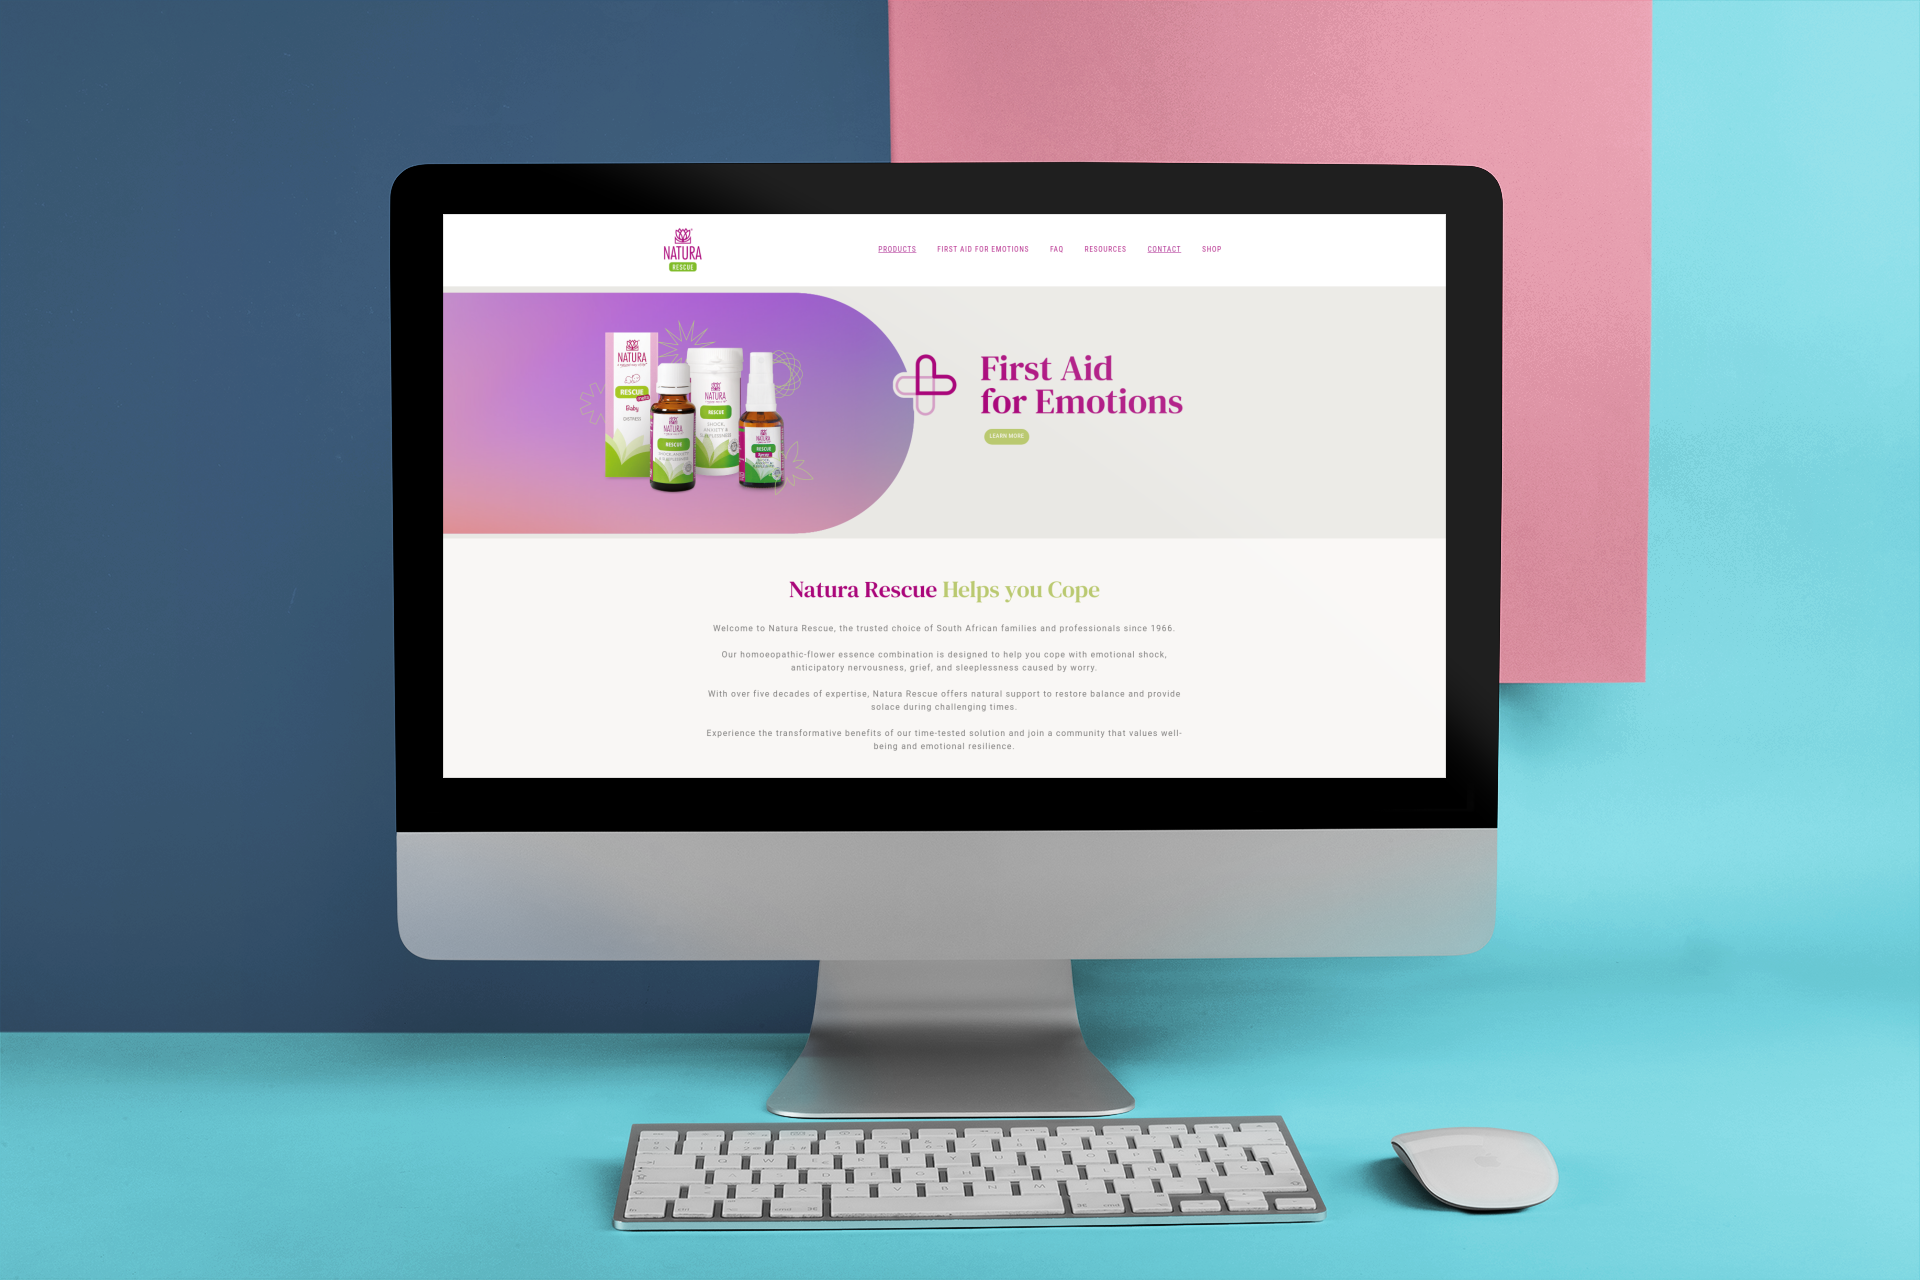 NATURA
RESCUE
PRODUCTS FIRST AID FOR EMOTIONS FAQ RESOURCES CONTACT SHOP
NATURA
RESCUE
Baby
DISTRESS
NATURA
RESCUE
NATURA
RESCUE
SHOCK,
ANXIETY &
NATURA
RESCUE
First Aid
for Emotions
LEARN MORE
Natura Rescue Helps you Cope
Welcome to Natura Rescue, the trusted choice of South African families and professionals since 1966.
Our homoeopathic-flower essence combination is designed to help you cope with emotional shock,
anticipatory nervousness, grief, and sleeplessness caused by worry.
With over five decades of expertise, Natura Rescue offers natural support to restore balance and provide
solace during challenging times.
Experience the transformative benefits of our time-tested solution and join a community that values well-
being and emotional resilience.